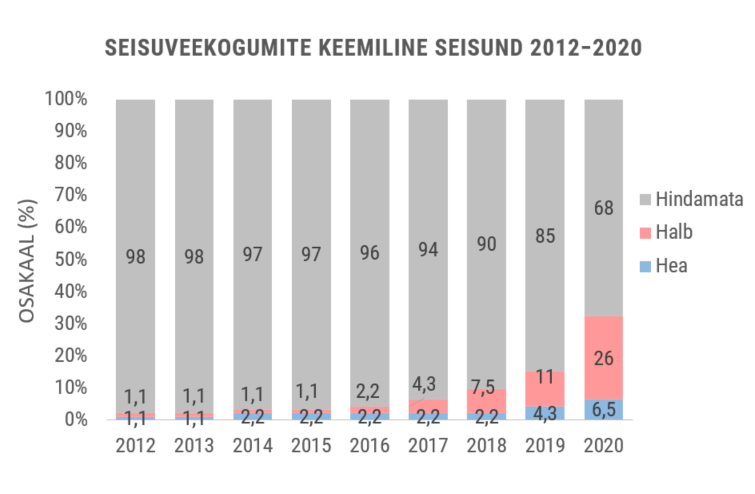 SEISUVEEKOGUMITE KEEMILINE SEISUND 2012-2020
100%
90%
80%
70%
60%
50%
40%
30%
20%
10%
0%
OSAKAAL (%)
98 98 97 97 96 94 90 85 68
1,1 1,1 1,1 1,1 2,2 4,3 7,5 11 26
1,1 1,1 2,2 2,2 2,2 2,2 2,2 4,3 6,5
2012 2013 2014 2015 2016 2017 2018 2019 2020
Hindamata
Halb
Hea